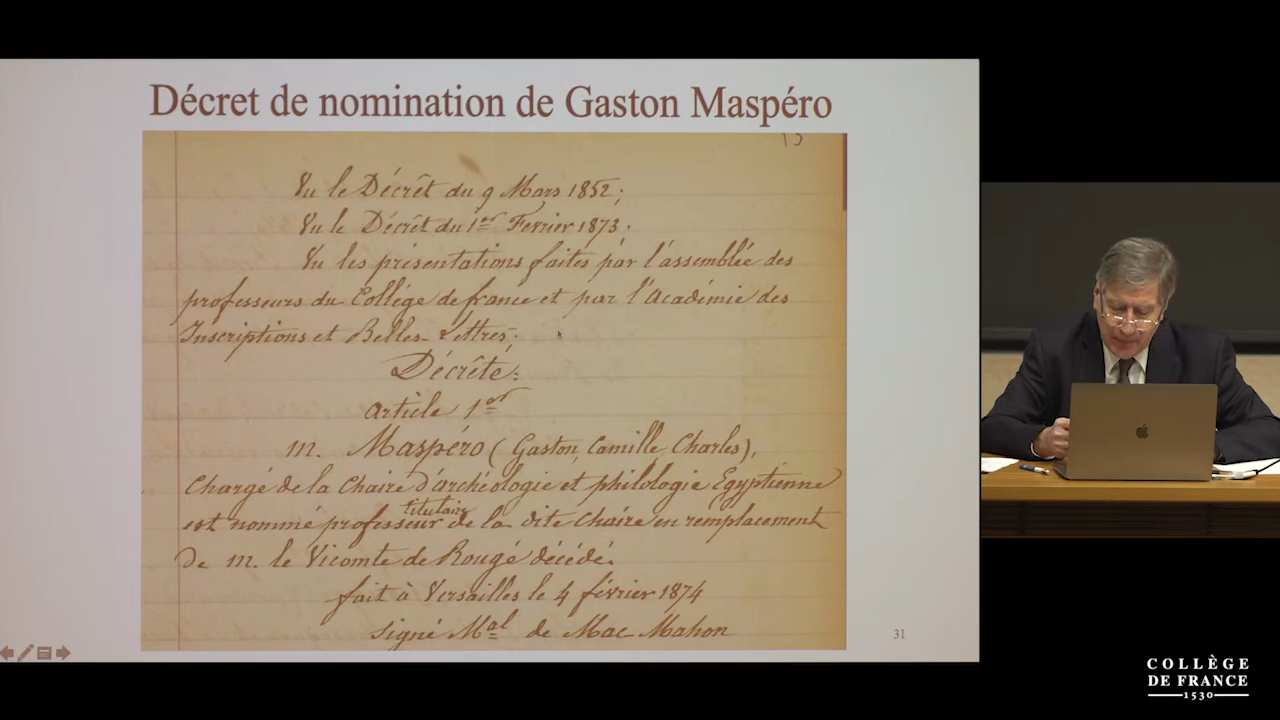 Décret de nomination de Gaston Maspéro
Vu le Décrêt du 9 Mars 1852;
Vu le Décrêt du 1er Fevrier 1873.
Vu les présentations faites par l'assemblée des
professeurs du Collège de france et par l'Académie des
Inscriptions et Belles-Lettres;
Décrête:
Article 1er
M. Maspéro (Gaston, Camille, Charles),
Chargé de la Chaire d'archéologie et philologie Egyptienne
est nommé professeur titulaire de la dite Chaire en remplacement
De M. le Vicomte de Rougé décédé.
fait à Versailles le 4 février 1874
Signé Mal de Mac-Mahon
31
COLLÈGE
DE FRANCE
1530